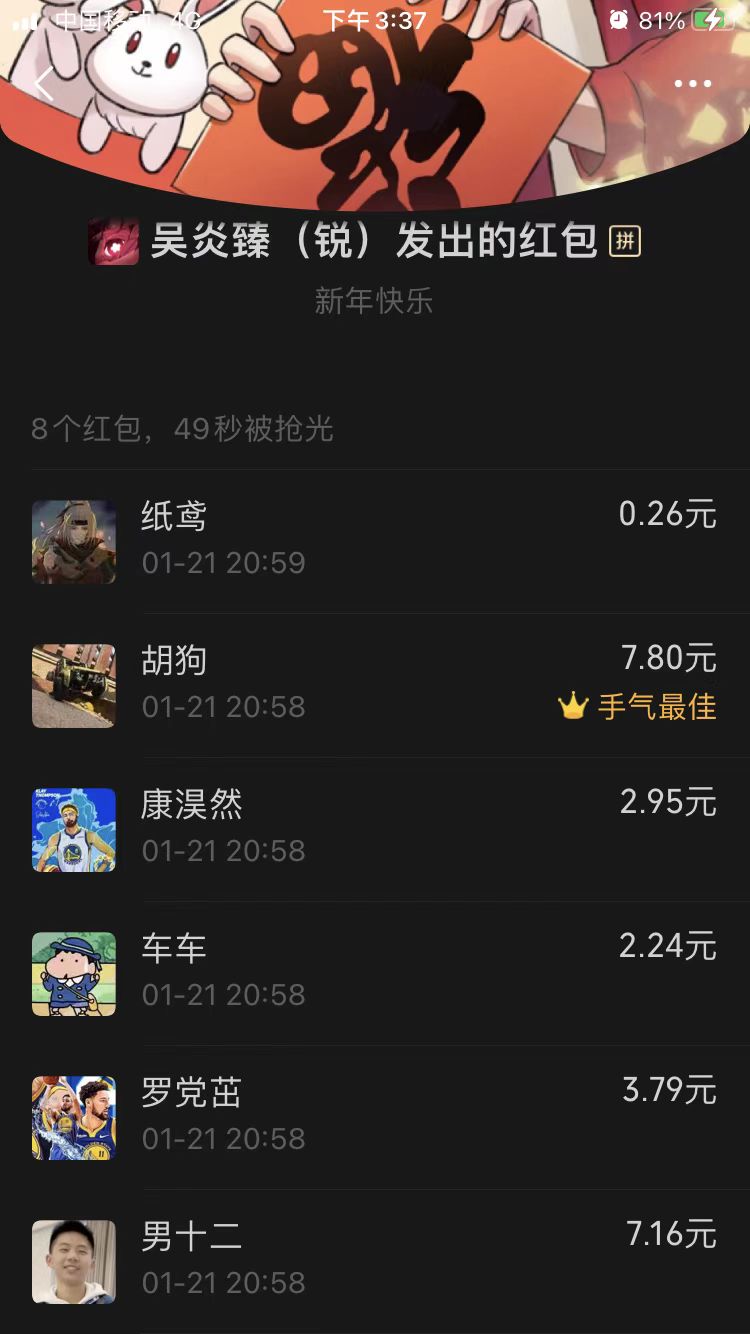 中国移动 4G 下午3:37 81%
吴炎臻（锐）发出的红包 拼
新年快乐
8个红包，49秒被抢光
纸鸢 0.26元
01-21 20:59
胡狗 7.80元
01-21 20:58 手气最佳
康淏然 2.95元
01-21 20:58
车车 2.24元
01-21 20:58
罗党茁 3.79元
01-21 20:58
男十二 7.16元
01-21 20:58